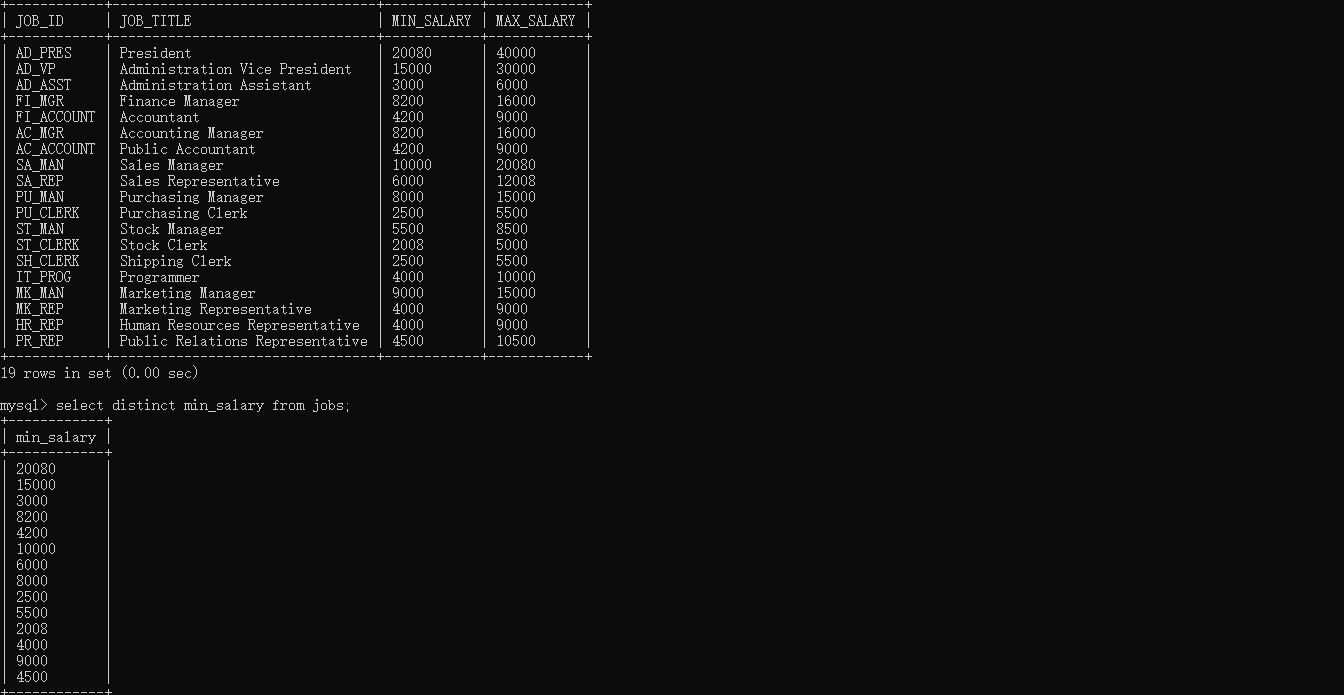 +------------+---------------------------------+------------+------------+
| JOB_ID     | JOB_TITLE                       | MIN_SALARY | MAX_SALARY |
+------------+---------------------------------+------------+------------+
| AD_PRES    | President                       | 20080      | 40000      |
| AD_VP      | Administration Vice President   | 15000      | 30000      |
| AD_ASST    | Administration Assistant        | 3000       | 6000       |
| FI_MGR     | Finance Manager                 | 8200       | 16000      |
| FI_ACCOUNT | Accountant                      | 4200       | 9000       |
| AC_MGR     | Accounting Manager              | 8200       | 16000      |
| AC_ACCOUNT | Public Accountant               | 4200       | 9000       |
| SA_MAN     | Sales Manager                   | 10000      | 20080      |
| SA_REP     | Sales Representative            | 6000       | 12008      |
| PU_MAN     | Purchasing Manager              | 8000       | 15000      |
| PU_CLERK   | Purchasing Clerk                | 2500       | 5500       |
| ST_MAN     | Stock Manager                   | 5500       | 8500       |
| ST_CLERK   | Stock Clerk                     | 2008       | 5000       |
| SH_CLERK   | Shipping Clerk                  | 2500       | 5500       |
| IT_PROG    | Programmer                      | 4000       | 10000      |
| MK_MAN     | Marketing Manager               | 9000       | 15000      |
| MK_REP     | Marketing Representative        | 4000       | 9000       |
| HR_REP     | Human Resources Representative  | 4000       | 9000       |
| PR_REP     | Public Relations Representative | 4500       | 10500      |
+------------+---------------------------------+------------+------------+
19 rows in set (0.00 sec)
mysql> select distinct min_salary from jobs;
+------------+
| min_salary |
+------------+
| 20080      |
| 15000      |
| 3000       |
| 8200       |
| 4200       |
| 10000      |
| 6000       |
| 8000       |
| 2500       |
| 5500       |
| 2008       |
| 4000       |
| 9000       |
| 4500       |
+------------+